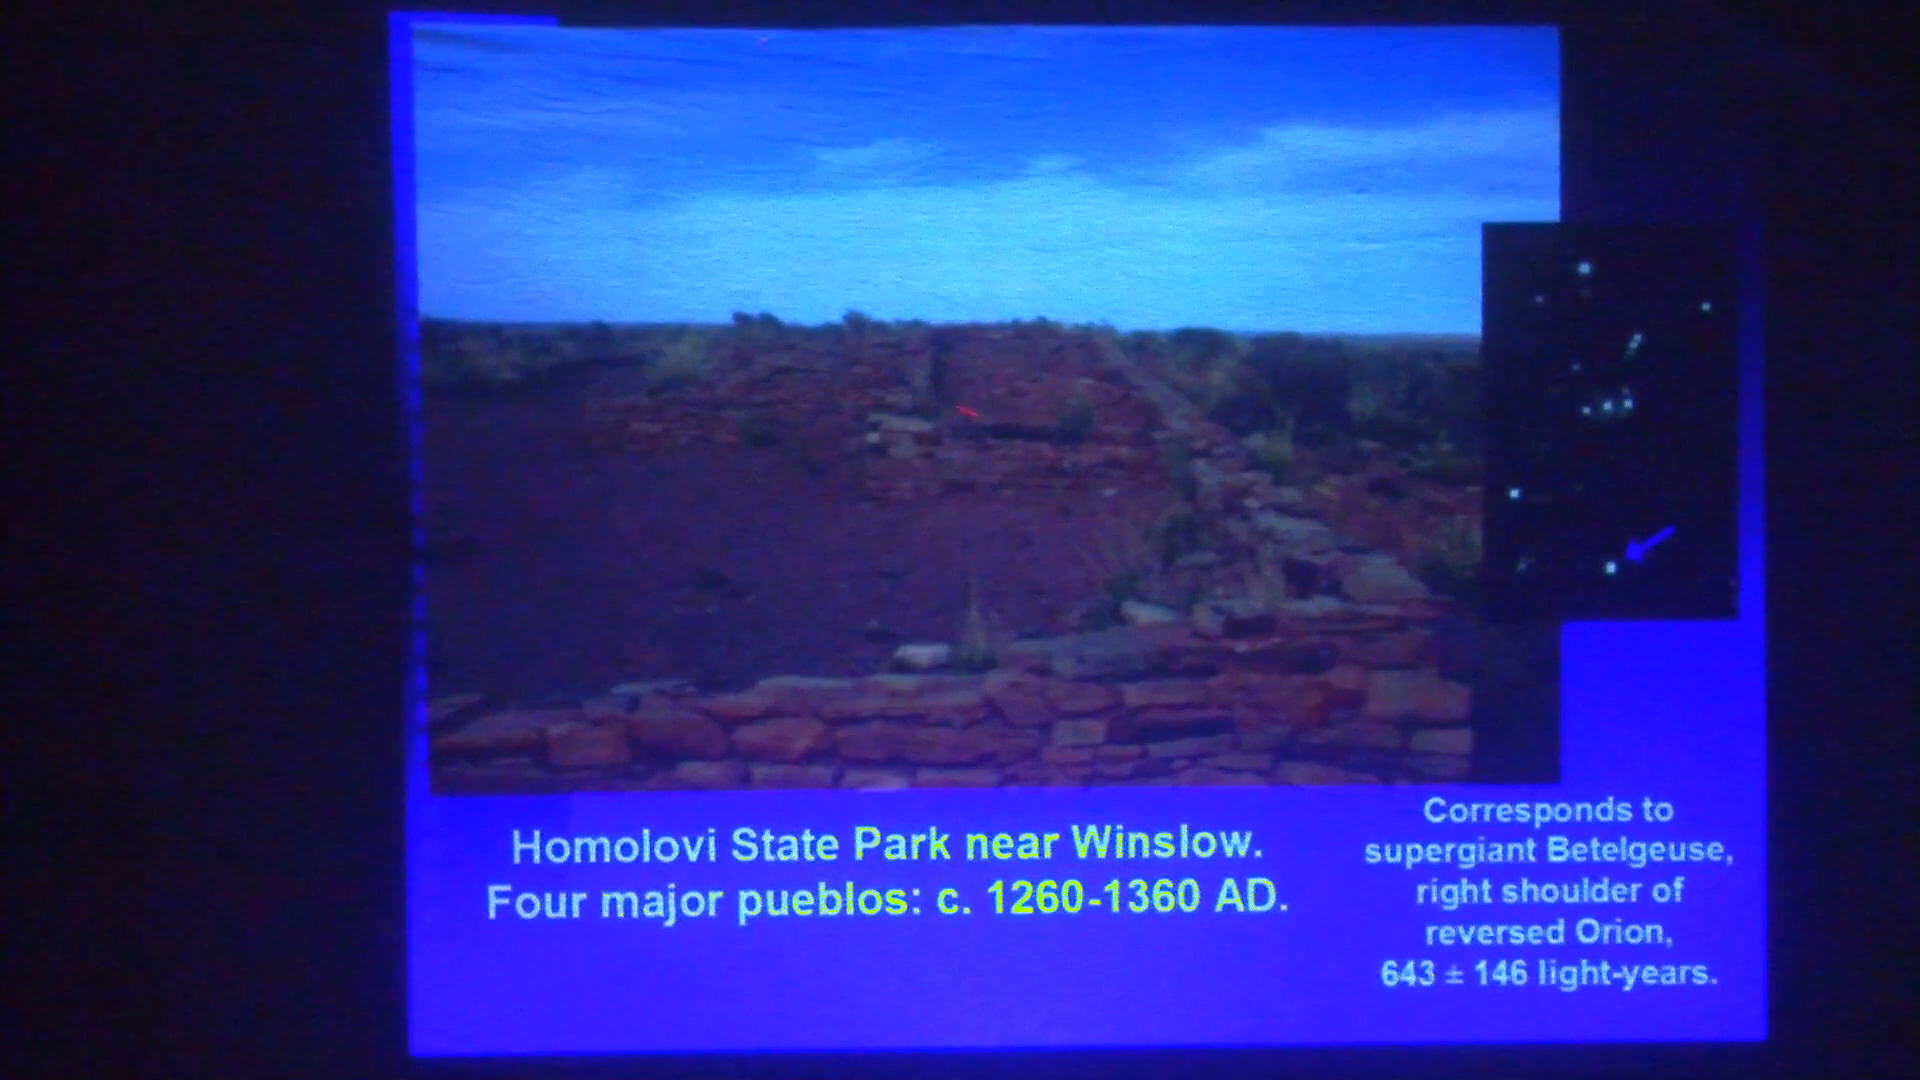 Homolovi State Park near Winslow.
Four major pueblos: c. 1260-1360 AD.
Corresponds to
supergiant Betelgeuse,
right shoulder of
reversed Orion,
643 ± 146 light-years.